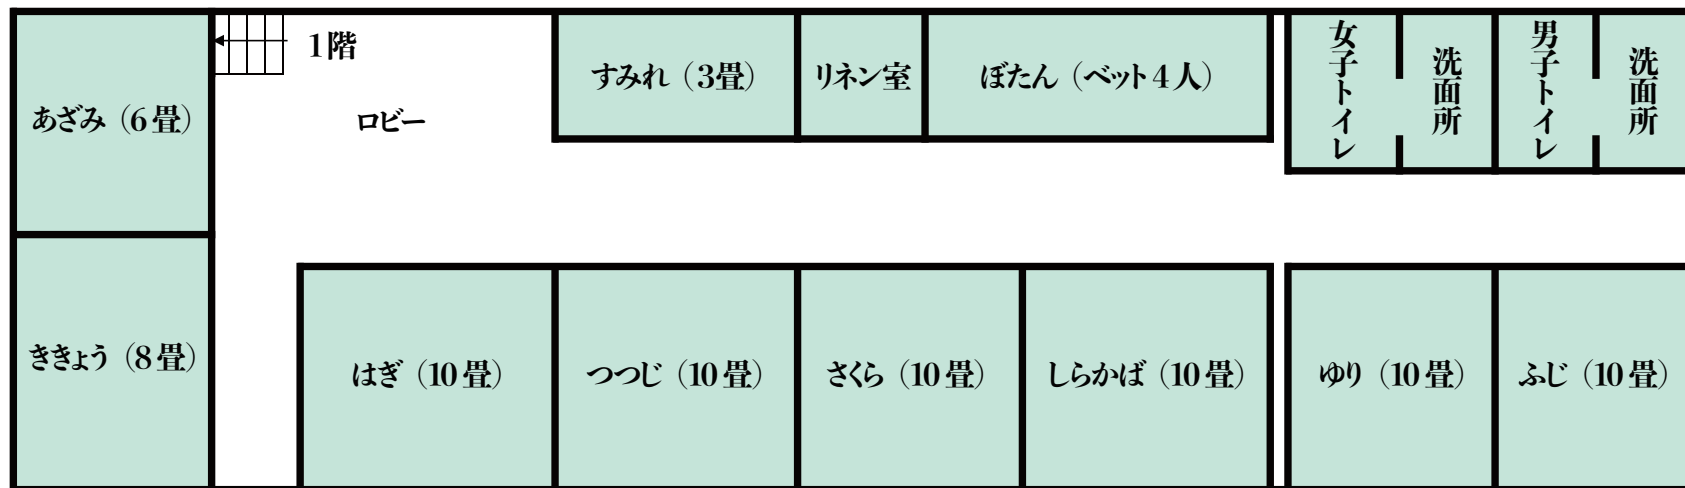 1階
ロビー
あざみ（6畳）
すみれ（3畳）
リネン室
ぼたん（ベット4人）
女子トイレ
洗面所
男子トイレ
洗面所
ききょう（8畳）
はぎ（10畳）
つつじ（10畳）
さくら（10畳）
しらかば（10畳）
ゆり（10畳）
ふじ（10畳）